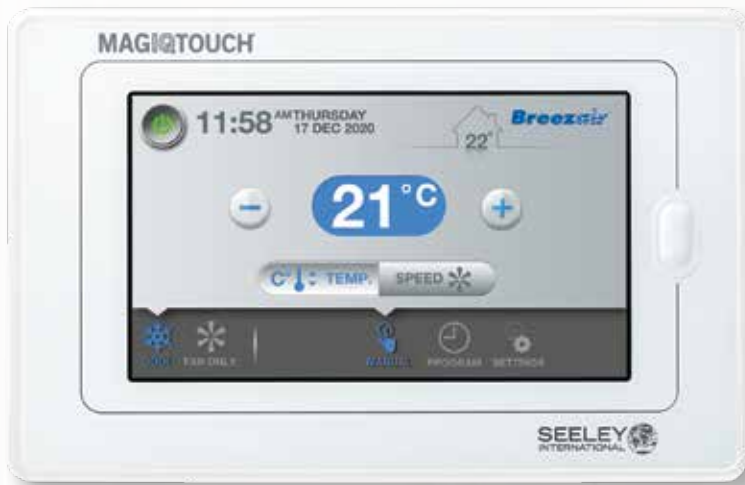 MAGIQTOUCH
11:58 AM THURSDAY
17 DEC 2020
22°
Breezair
21°C
C° TEMP. SPEED
COOL FAN ONLY MANUAL PROGRAM SETTINGS
SEELEY
INTERNATIONAL